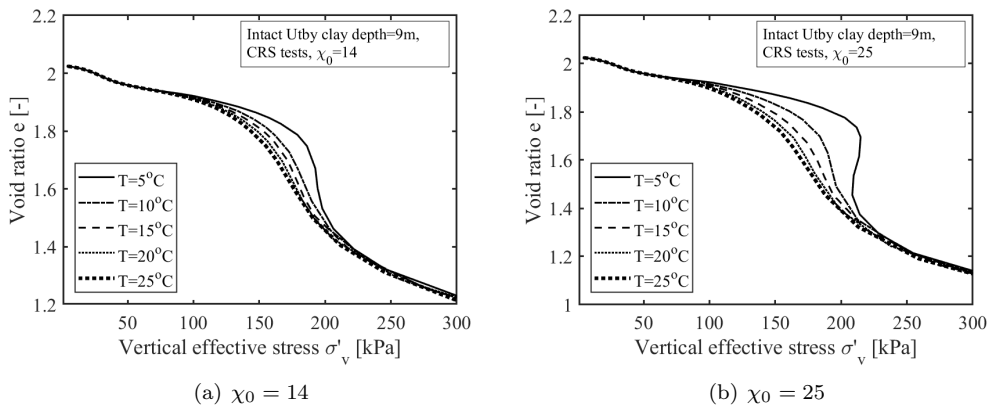 2.2
2
1.8
1.6
1.4
1.2
Void ratio e [-]
Intact Utby clay depth=9m,
CRS tests, χ₀=14
T=5°C
T=10°C
T=15°C
T=20°C
T=25°C
50 100 150 200 250 300
Vertical effective stress σ'ᵥ [kPa]
(a) χ₀ = 14
2.2
2
1.8
1.6
1.4
1.2
1
Void ratio e [-]
Intact Utby clay depth=9m,
CRS tests, χ₀=25
T=5°C
T=10°C
T=15°C
T=20°C
T=25°C
50 100 150 200 250 300
Vertical effective stress σ'ᵥ [kPa]
(b) χ₀ = 25